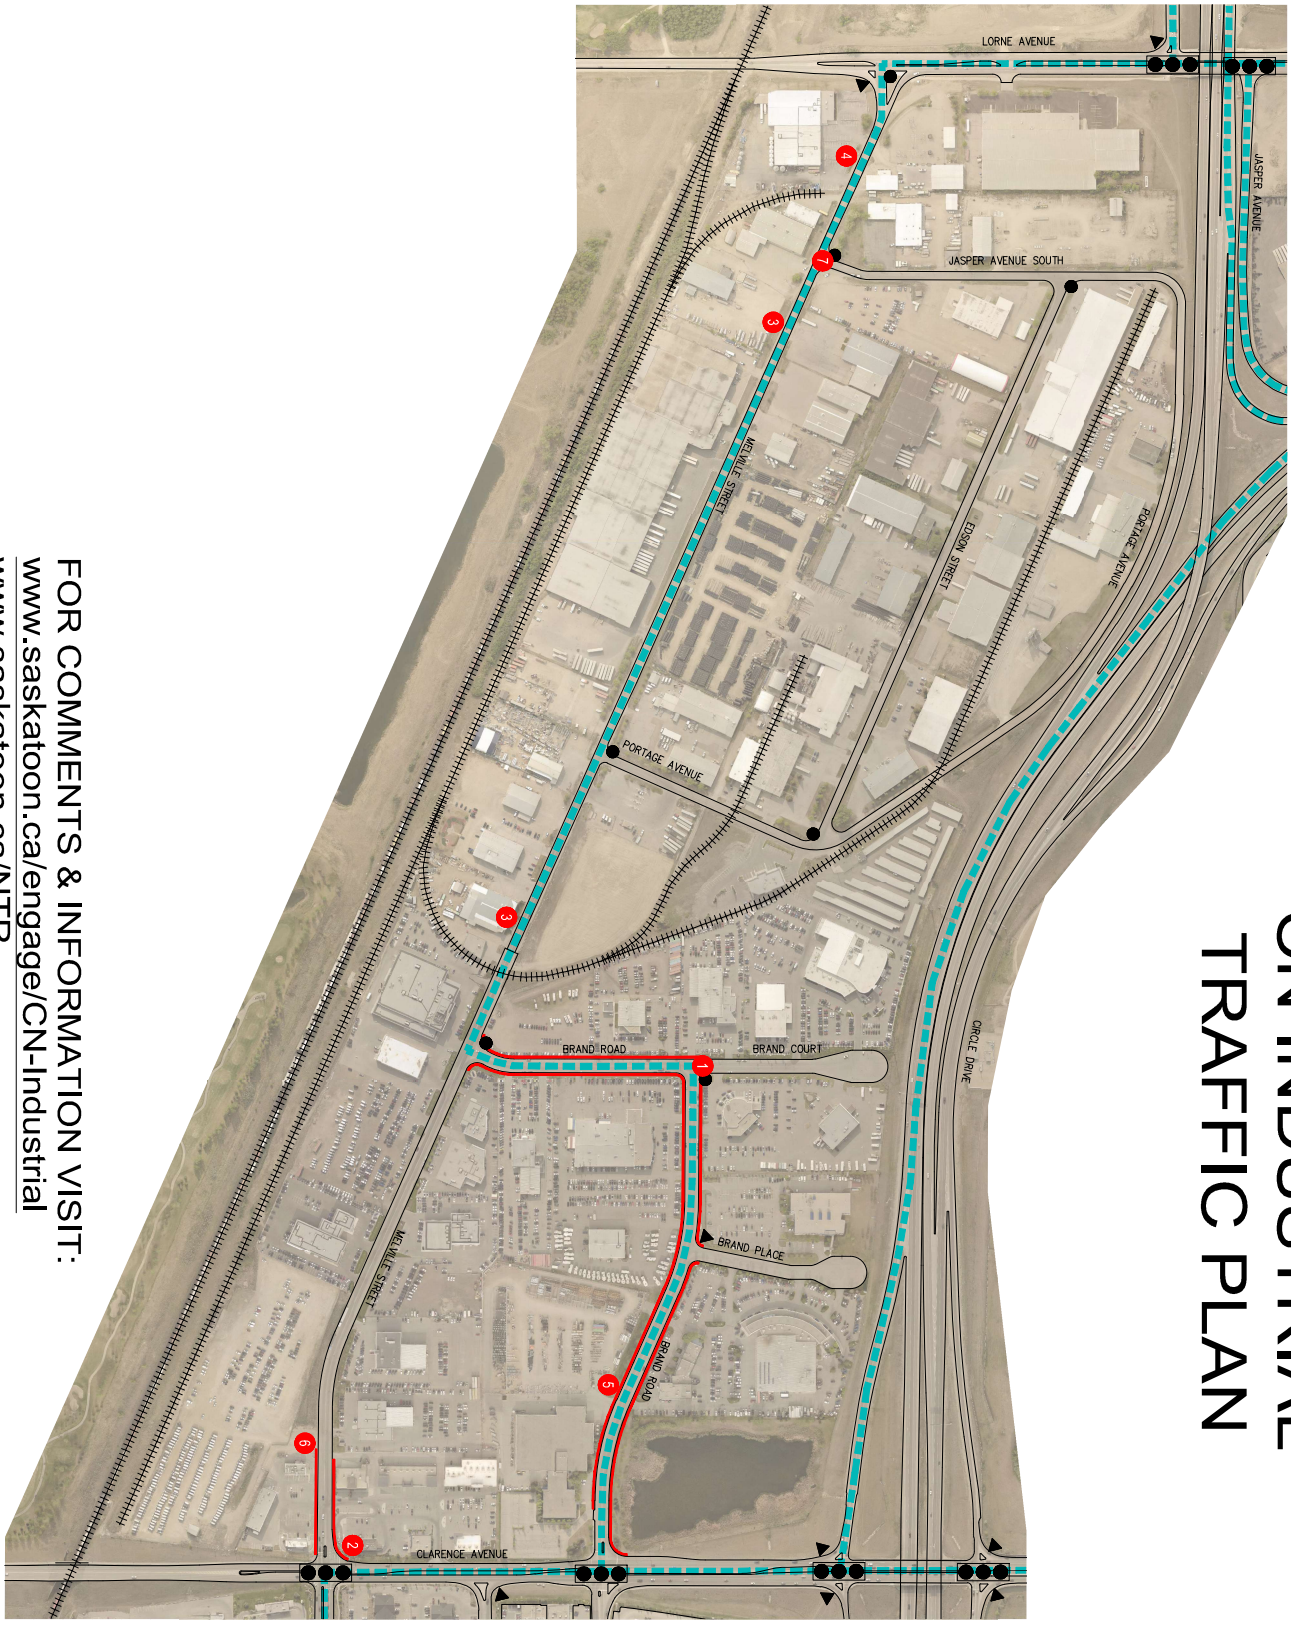 TRAFFIC PLAN
FOR COMMENTS & INFORMATION VISIT:
www.saskatoon.ca/engage/CN-Industrial
LORNE AVENUE
JASPER AVENUE
JASPER AVENUE SOUTH
MELVILLE STREET
EDSON STREET
PORTAGE AVENUE
PORTAGE AVENUE
CIRCLE DRIVE
BRAND ROAD
BRAND COURT
BRAND PLACE
BRAND ROAD
MELVILLE STREET
CLARENCE AVENUE
4
7
3
3
1
5
6
2